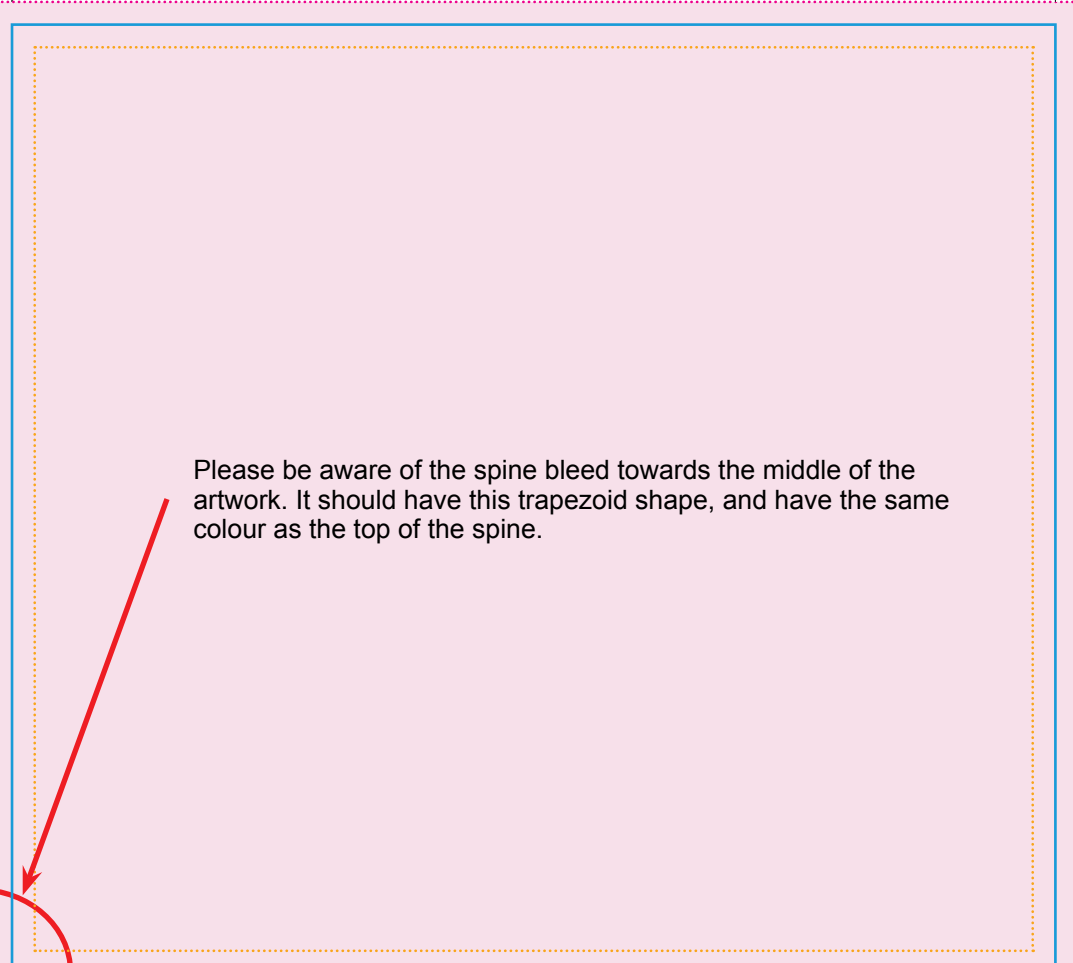 Please be aware of the spine bleed towards the middle of the
artwork. It should have this trapezoid shape, and have the same
colour as the top of the spine.